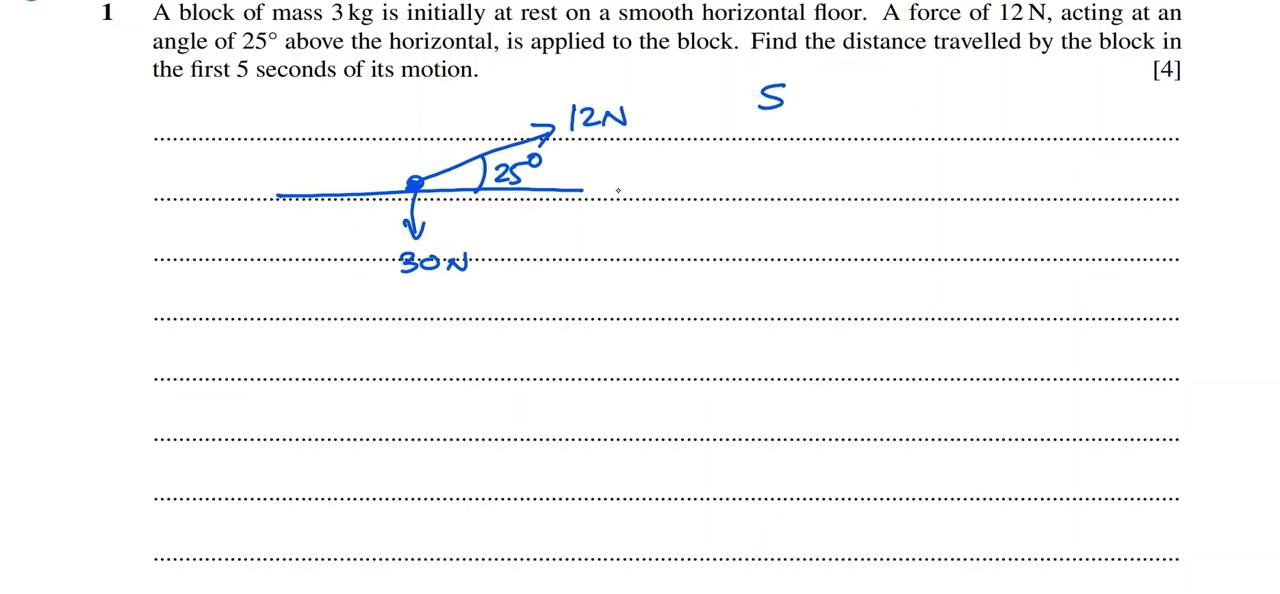 1 A block of mass 3 kg is initially at rest on a smooth horizontal floor. A force of 12 N, acting at an
angle of 25° above the horizontal, is applied to the block. Find the distance travelled by the block in
the first 5 seconds of its motion. [4]
S
12N
25°
30N